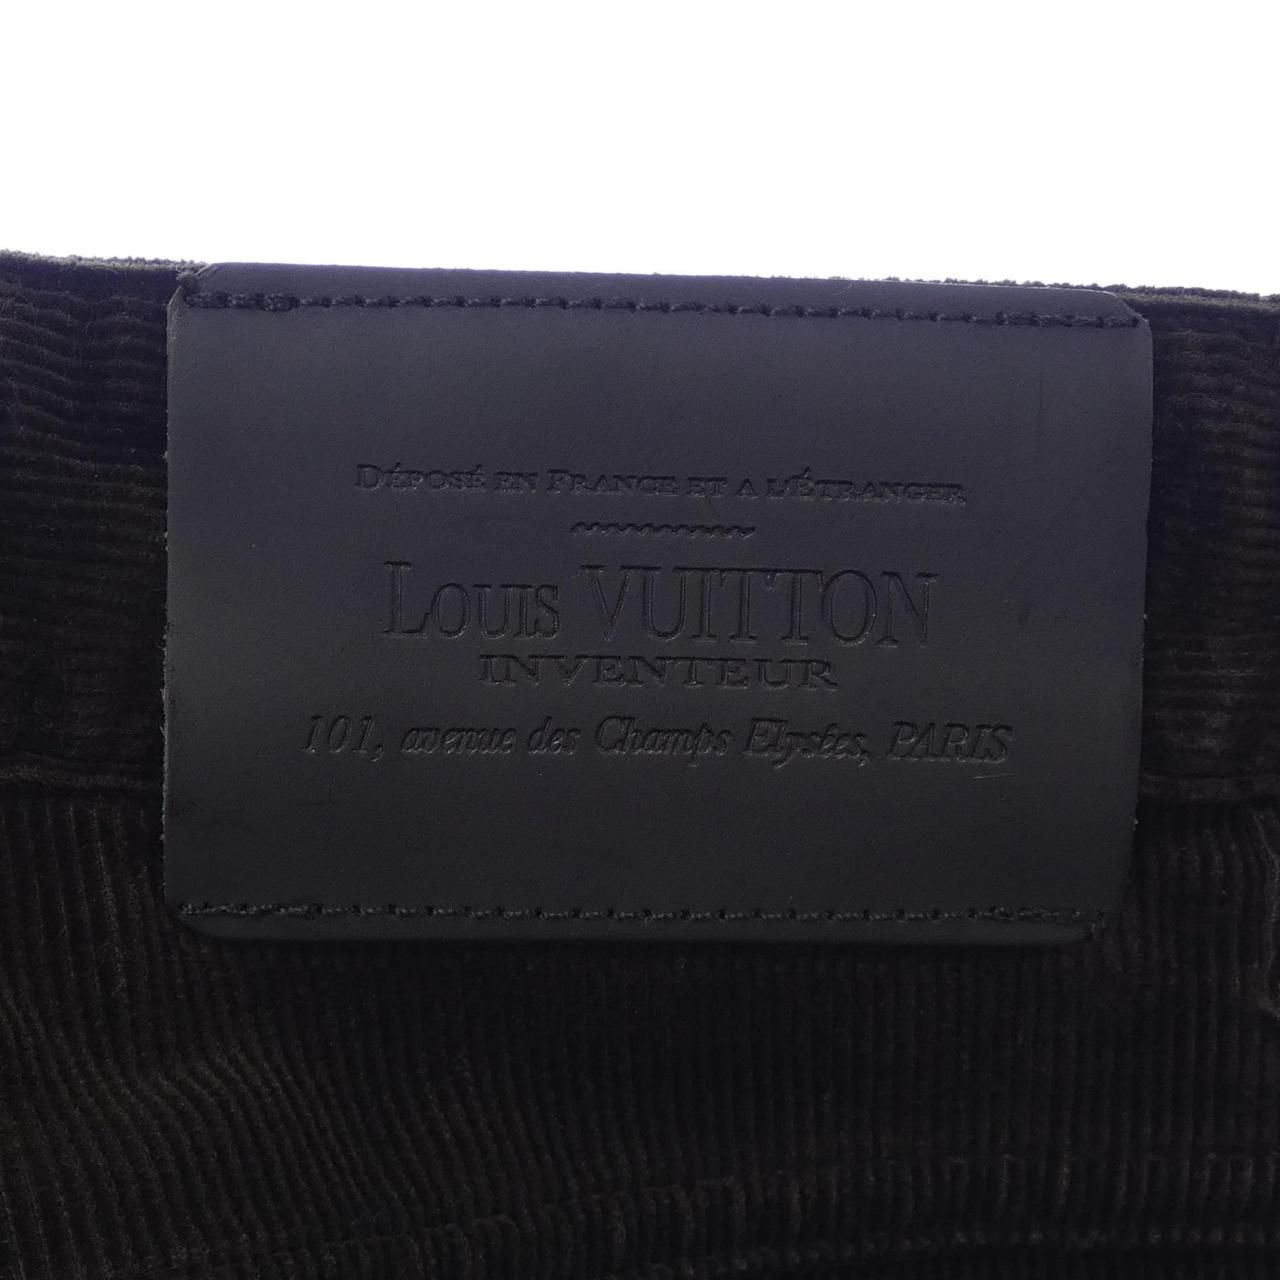 DÉPOSÉ EN FRANCE ET A L'ÉTRANGER
LOUIS VUITTON
INVENTEUR
101, avenue des Champs Elysées, PARIS